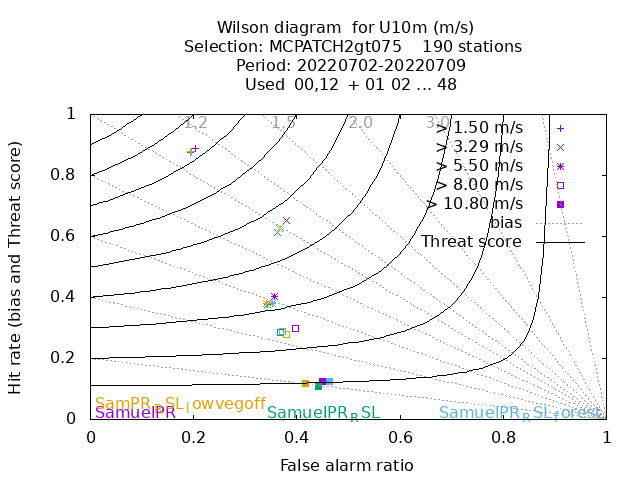 Wilson diagram for U10m (m/s)
Selection: MCPATCH2gt075 190 stations
Period: 20220702-20220709
Used 00,12 + 01 02 ... 48
Hit rate (bias and Threat score)
1
0.8
0.6
0.4
0.2
0
1.2 1.5 2.0 3.0
> 1.50 m/s
> 3.29 m/s
> 5.50 m/s
> 8.00 m/s
> 10.80 m/s
bias
Threat score
SamPR_RSL_lowvegoff
SamuelPR SamuelPR_RSL SamuelPR_RSL_forest
0 0.2 0.4 0.6 0.8 1
False alarm ratio